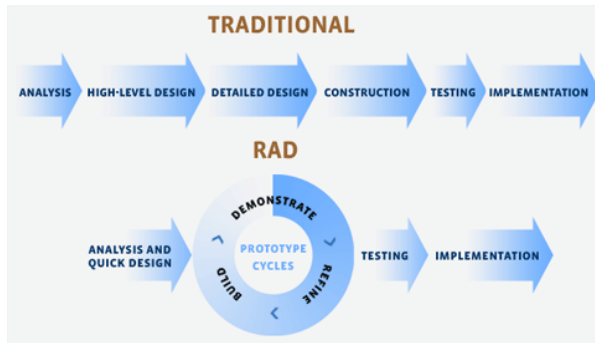 TRADITIONAL
ANALYSIS
HIGH-LEVEL DESIGN
DETAILED DESIGN
CONSTRUCTION
TESTING
IMPLEMENTATION
RAD
ANALYSIS AND
QUICK DESIGN
DEMONSTRATE
REFINE
BUILD
PROTOTYPE
CYCLES
TESTING
IMPLEMENTATION